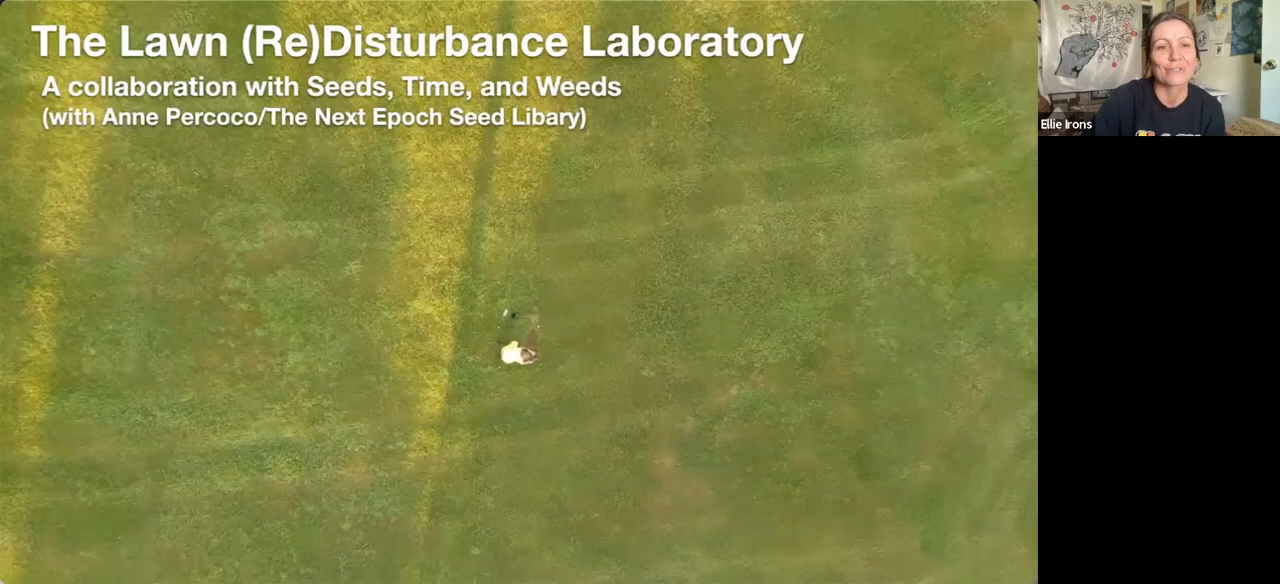 The Lawn (Re)Disturbance Laboratory
A collaboration with Seeds, Time, and Weeds
(with Anne Percoco/The Next Epoch Seed Libary)
Ellie Irons